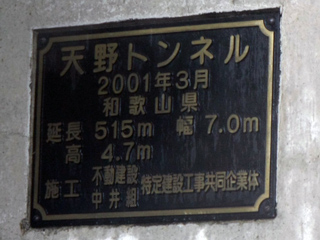 天野トンネル
2001年3月
和歌山県
延長 515m 幅 7.0m
高 4.7m
施工 不動建設 中井組 特定建設工事共同企業体